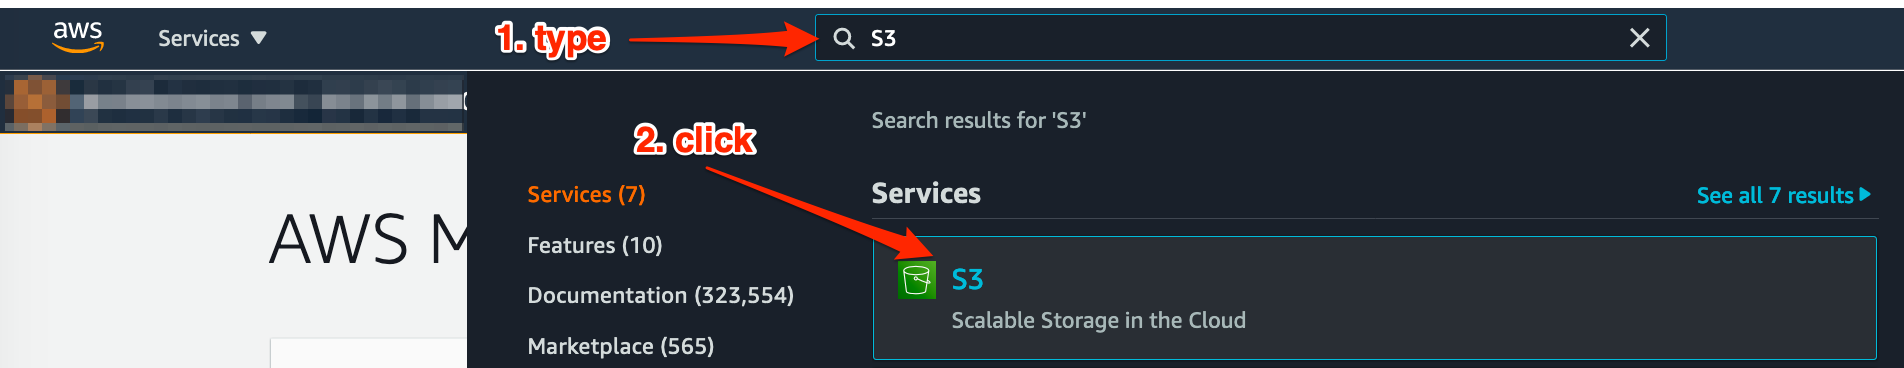 aws
Services
1. type
S3
Search results for 'S3'
2. click
Services (7)
Services
See all 7 results
AWS M
Features (10)
S3
Documentation (323,554)
Scalable Storage in the Cloud
Marketplace (565)